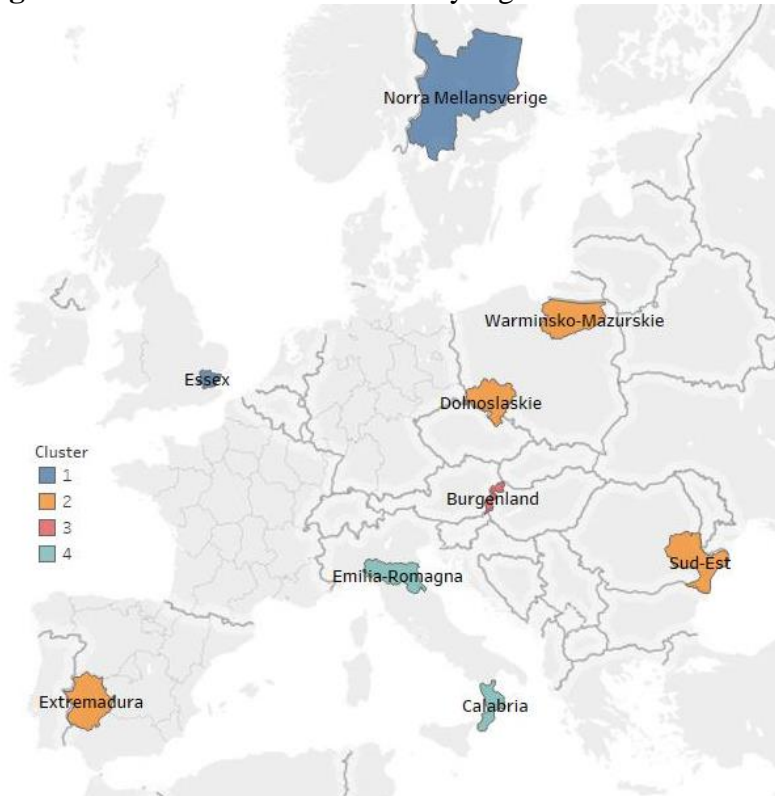 Norra Mellansverige
Warminsko-Mazurskie
Essex
Dolnoslaskie
Cluster
1
2
3
4
Burgenland
Sud-Est
Emilia-Romagna
Extremadura
Calabria